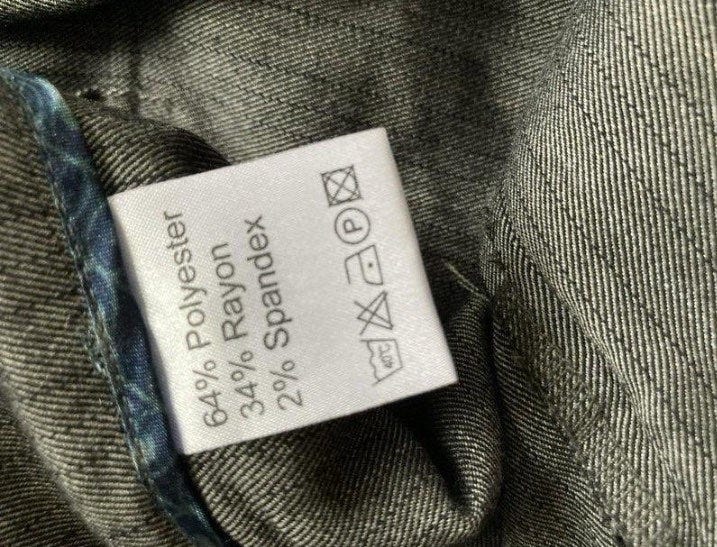 64% Polyester
34% Rayon
2% Spandex
40°C P